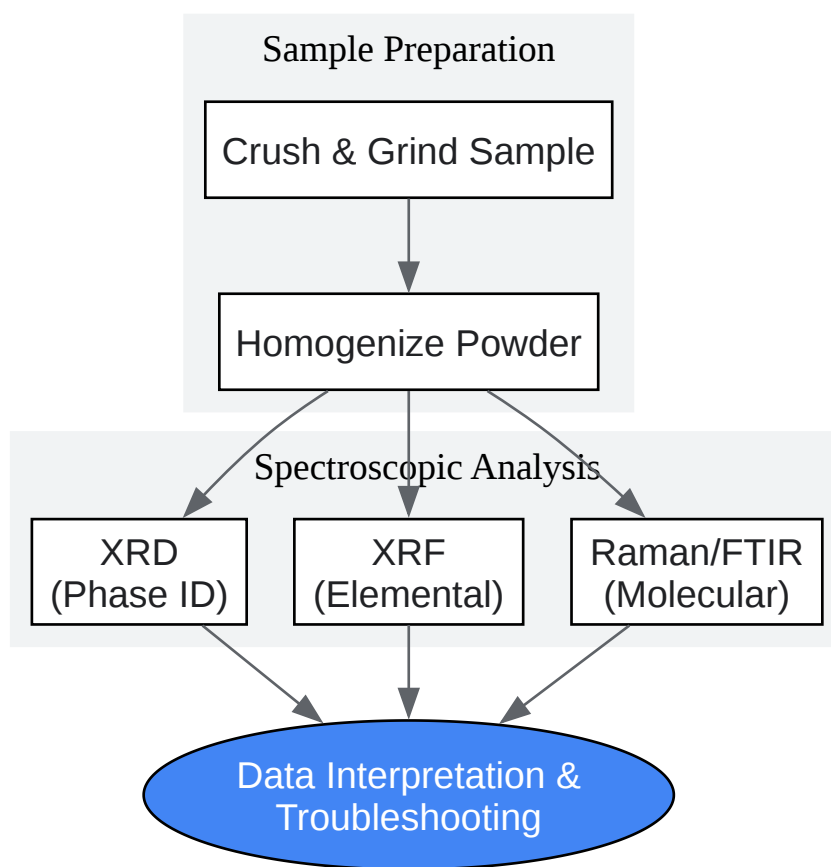 Sample Preparation
Crush & Grind Sample
Homogenize Powder
Spectroscopic Analysis
XRD
(Phase ID)
XRF
(Elemental)
Raman/FTIR
(Molecular)
Data Interpretation &
Troubleshooting